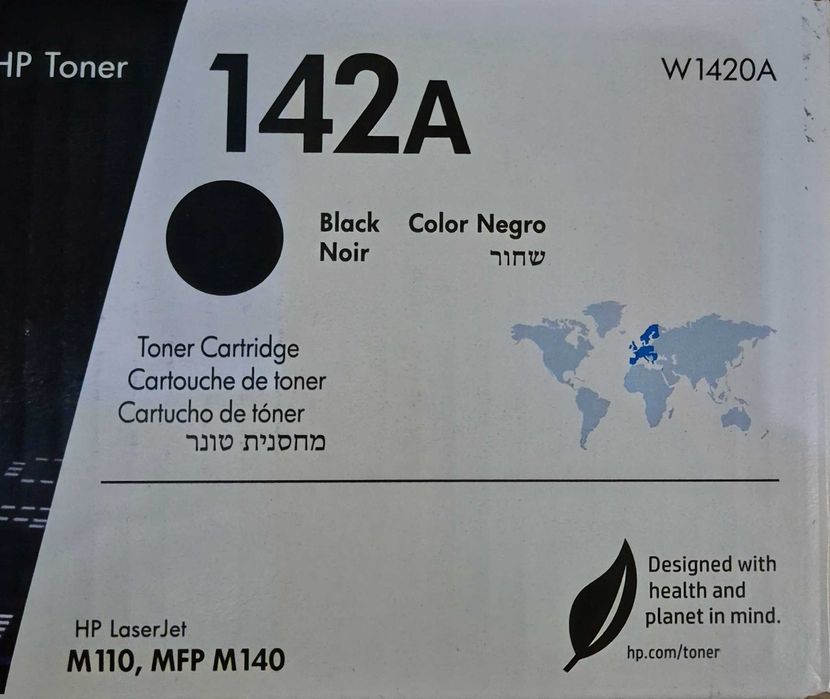 HP Toner
142A
W1420A
Black
Noir
Color Negro
שחור
Toner Cartridge
Cartouche de toner
Cartucho de tóner
מחסנית טונר
Designed with
health and
planet in mind.
hp.com/toner
HP LaserJet
M110, MFP M140